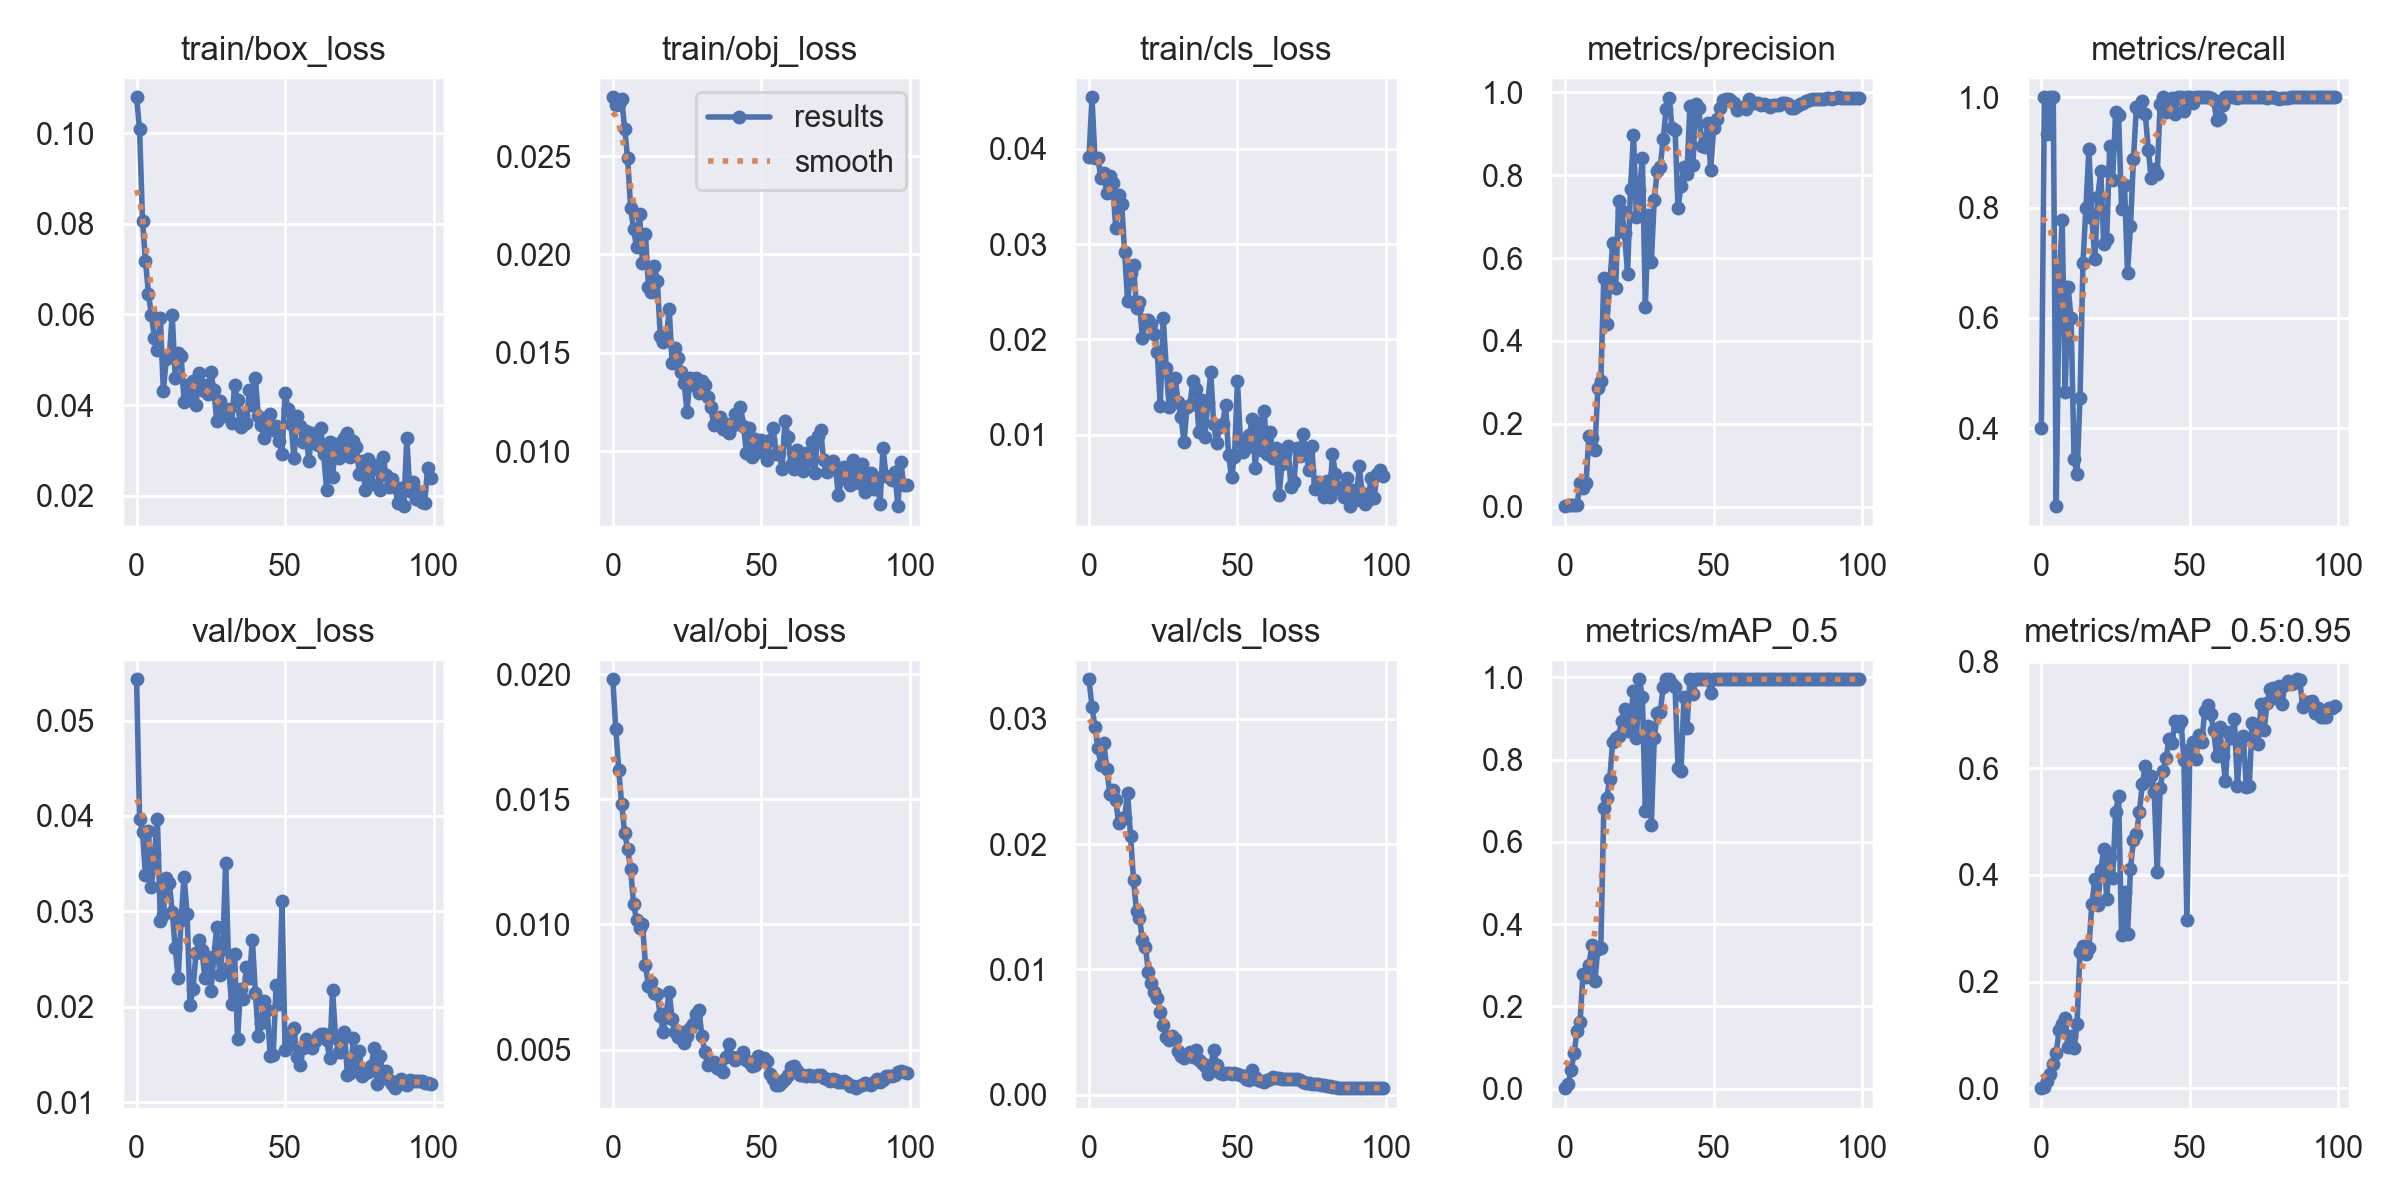 train/box_loss
0.10
0.08
0.06
0.04
0.02
0 50 100
train/obj_loss
results
smooth
0.025
0.020
0.015
0.010
0 50 100
train/cls_loss
0.04
0.03
0.02
0.01
0 50 100
metrics/precision
1.0
0.8
0.6
0.4
0.2
0.0
0 50 100
metrics/recall
1.0
0.8
0.6
0.4
0 50 100
val/box_loss
0.05
0.04
0.03
0.02
0.01
0 50 100
val/obj_loss
0.020
0.015
0.010
0.005
0 50 100
val/cls_loss
0.03
0.02
0.01
0.00
0 50 100
metrics/mAP_0.5
1.0
0.8
0.6
0.4
0.2
0.0
0 50 100
metrics/mAP_0.5:0.95
0.8
0.6
0.4
0.2
0.0
0 50 100